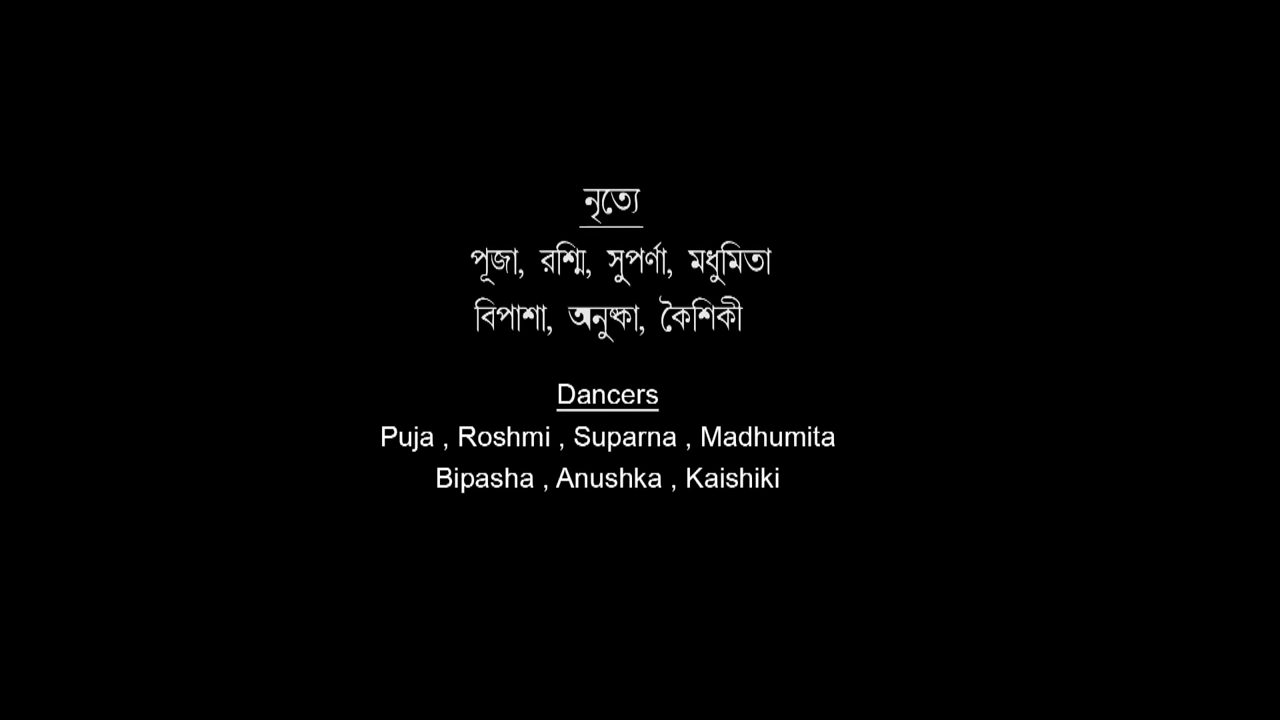 নৃত্যে
পূজা, রশ্মি, সুপর্ণা, মধুমিতা
বিপাশা, অনুষ্কা, কৈশিকী
Dancers
Puja , Roshmi , Suparna , Madhumita
Bipasha , Anushka , Kaishiki